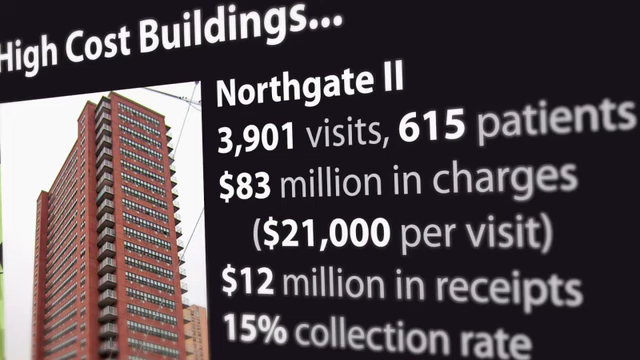 High Cost Buildings...
Northgate II
3,901 visits, 615 patients
$83 million in charges
($21,000 per visit)
$12 million in receipts
15% collection rate